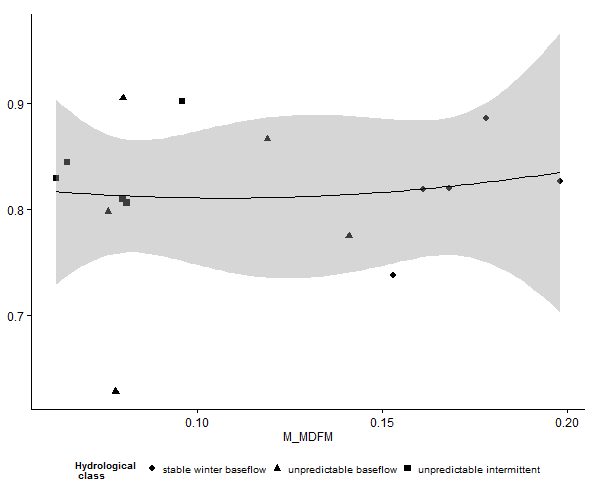 0.9
0.8
0.7
0.10 0.15 0.20
M_MDFM
Hydrological
class
stable winter baseflow unpredictable baseflow unpredictable intermittent